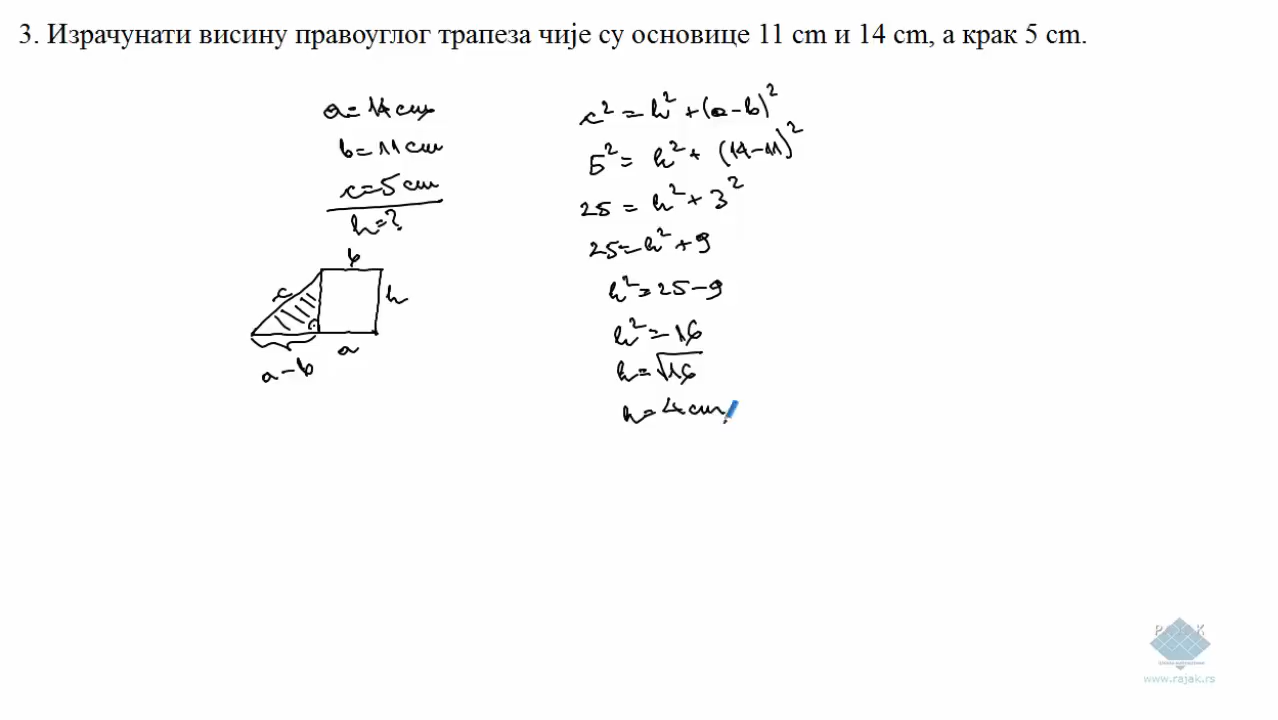 3. Израчунати висину правоуглог трапеза чије су основице 11 cm и 14 cm, а крак 5 cm.
a=14cm
b=11cm
c=5cm
h=?
b
c
h
a
a-b
c²=h²+(a-b)²
5²=h²+(14-11)²
25=h²+3²
25=h²+9
h²=25-9
h²=16
h=√16
h=4cm
www.rajak.rs